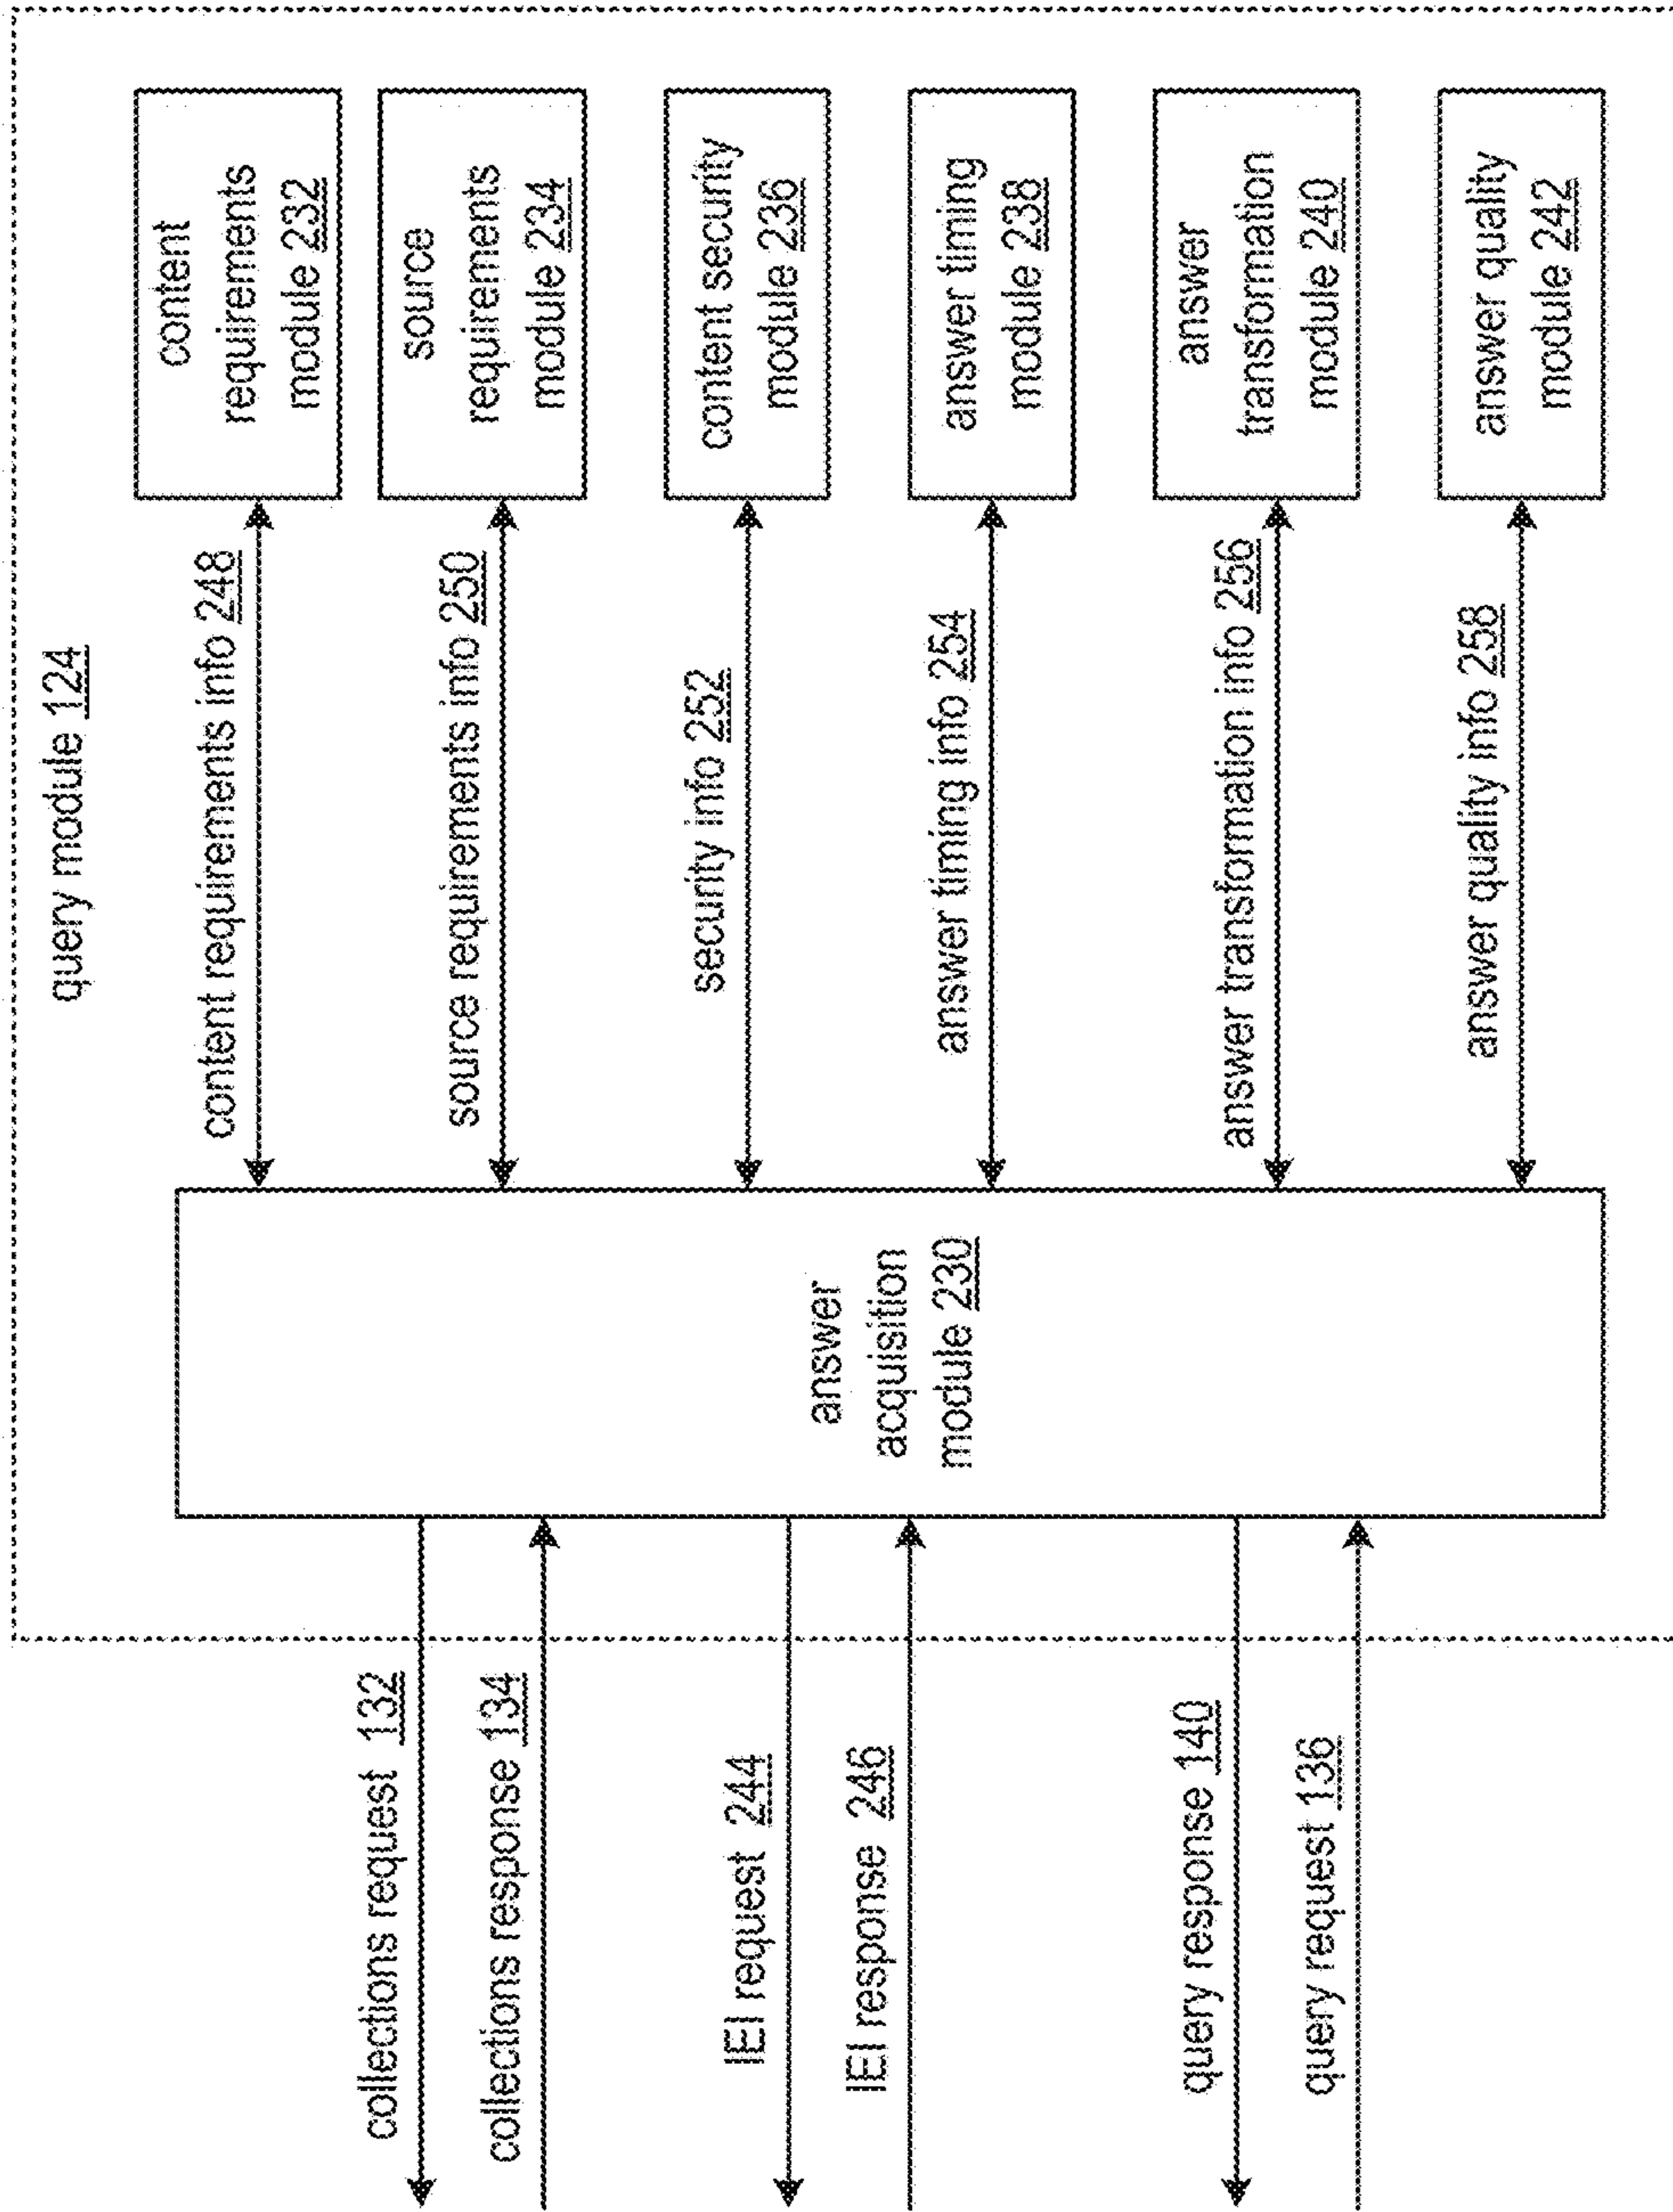 query module 124
collections request 132
collections response 134
IEI request 244
IEI response 246
query response 140
query request 136
answer
acquisition
module 230
content requirements info 248
source requirements info 250
security info 252
answer timing info 254
answer transformation info 256
answer quality info 258
content
requirements
module 232
source
requirements
module 234
content security
module 236
answer timing
module 238
answer
transformation
module 240
answer quality
module 242